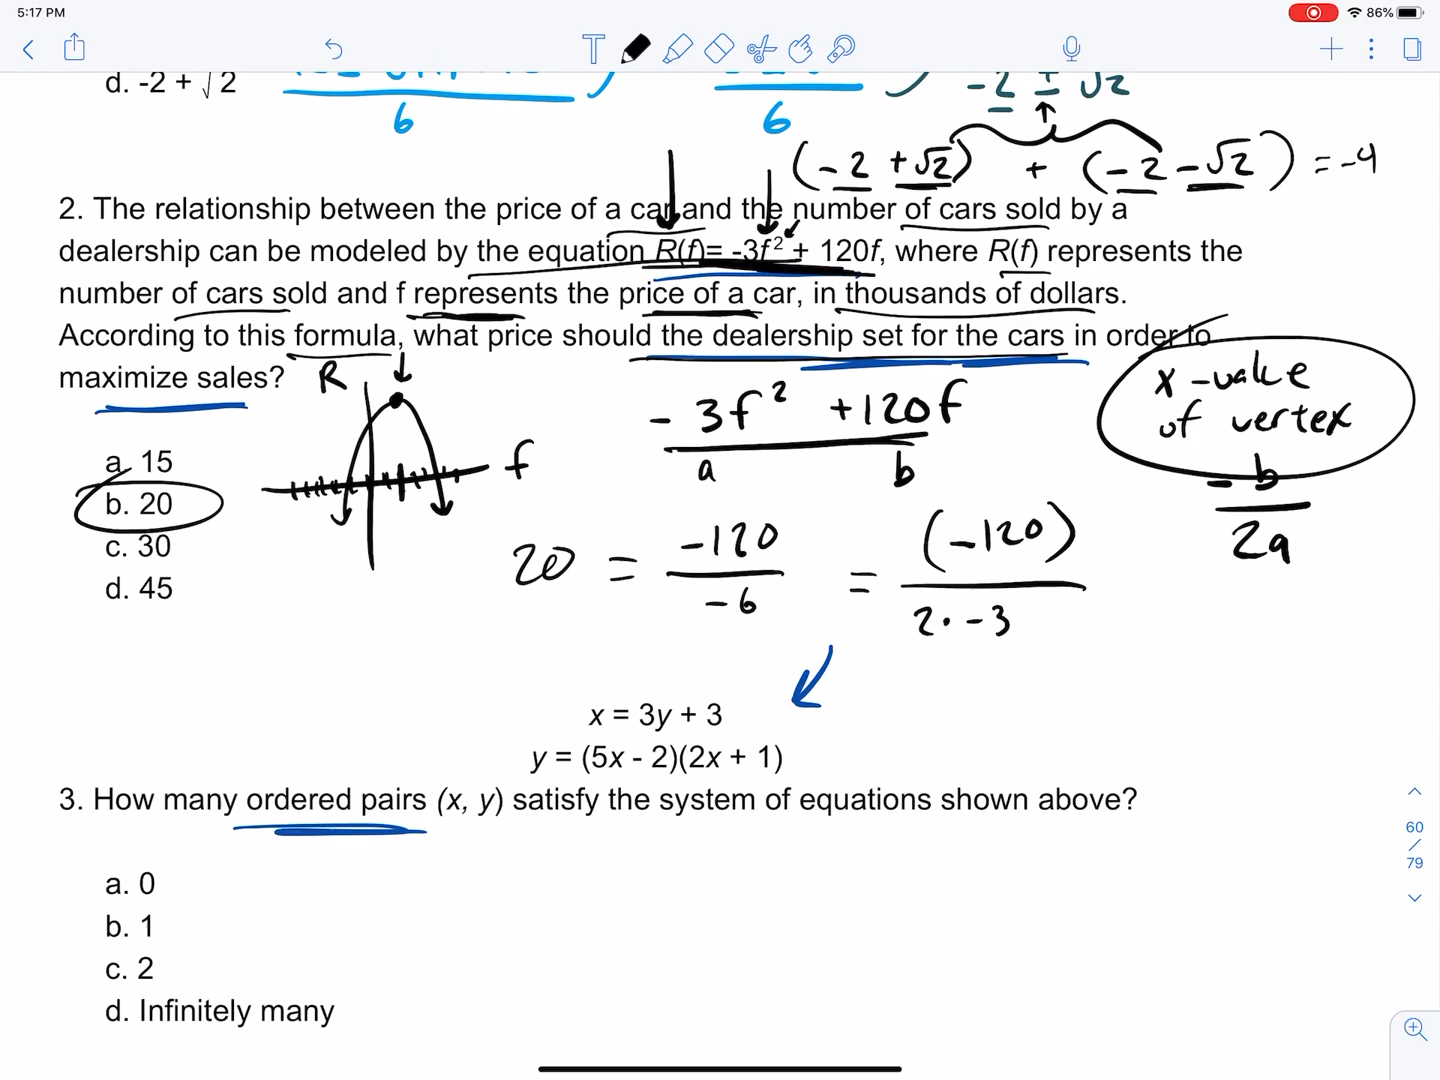 5:17 PM
86%
T
d. -2 + √2
6
6
-2 ± √2
(-2 + √2) + (-2 - √2) = -4
2. The relationship between the price of a car and the number of cars sold by a
dealership can be modeled by the equation R(f)= -3f² + 120f, where R(f) represents the
number of cars sold and f represents the price of a car, in thousands of dollars.
According to this formula, what price should the dealership set for the cars in order to
maximize sales?
R
f
- 3f² + 120f
a b
x-value
of vertex
-b
2a
a. 15
b. 20
c. 30
d. 45
20 = -120 / -6 = (-120) / 2 · -3
x = 3y + 3
y = (5x - 2)(2x + 1)
3. How many ordered pairs (x, y) satisfy the system of equations shown above?
a. 0
b. 1
c. 2
d. Infinitely many
60
/
79